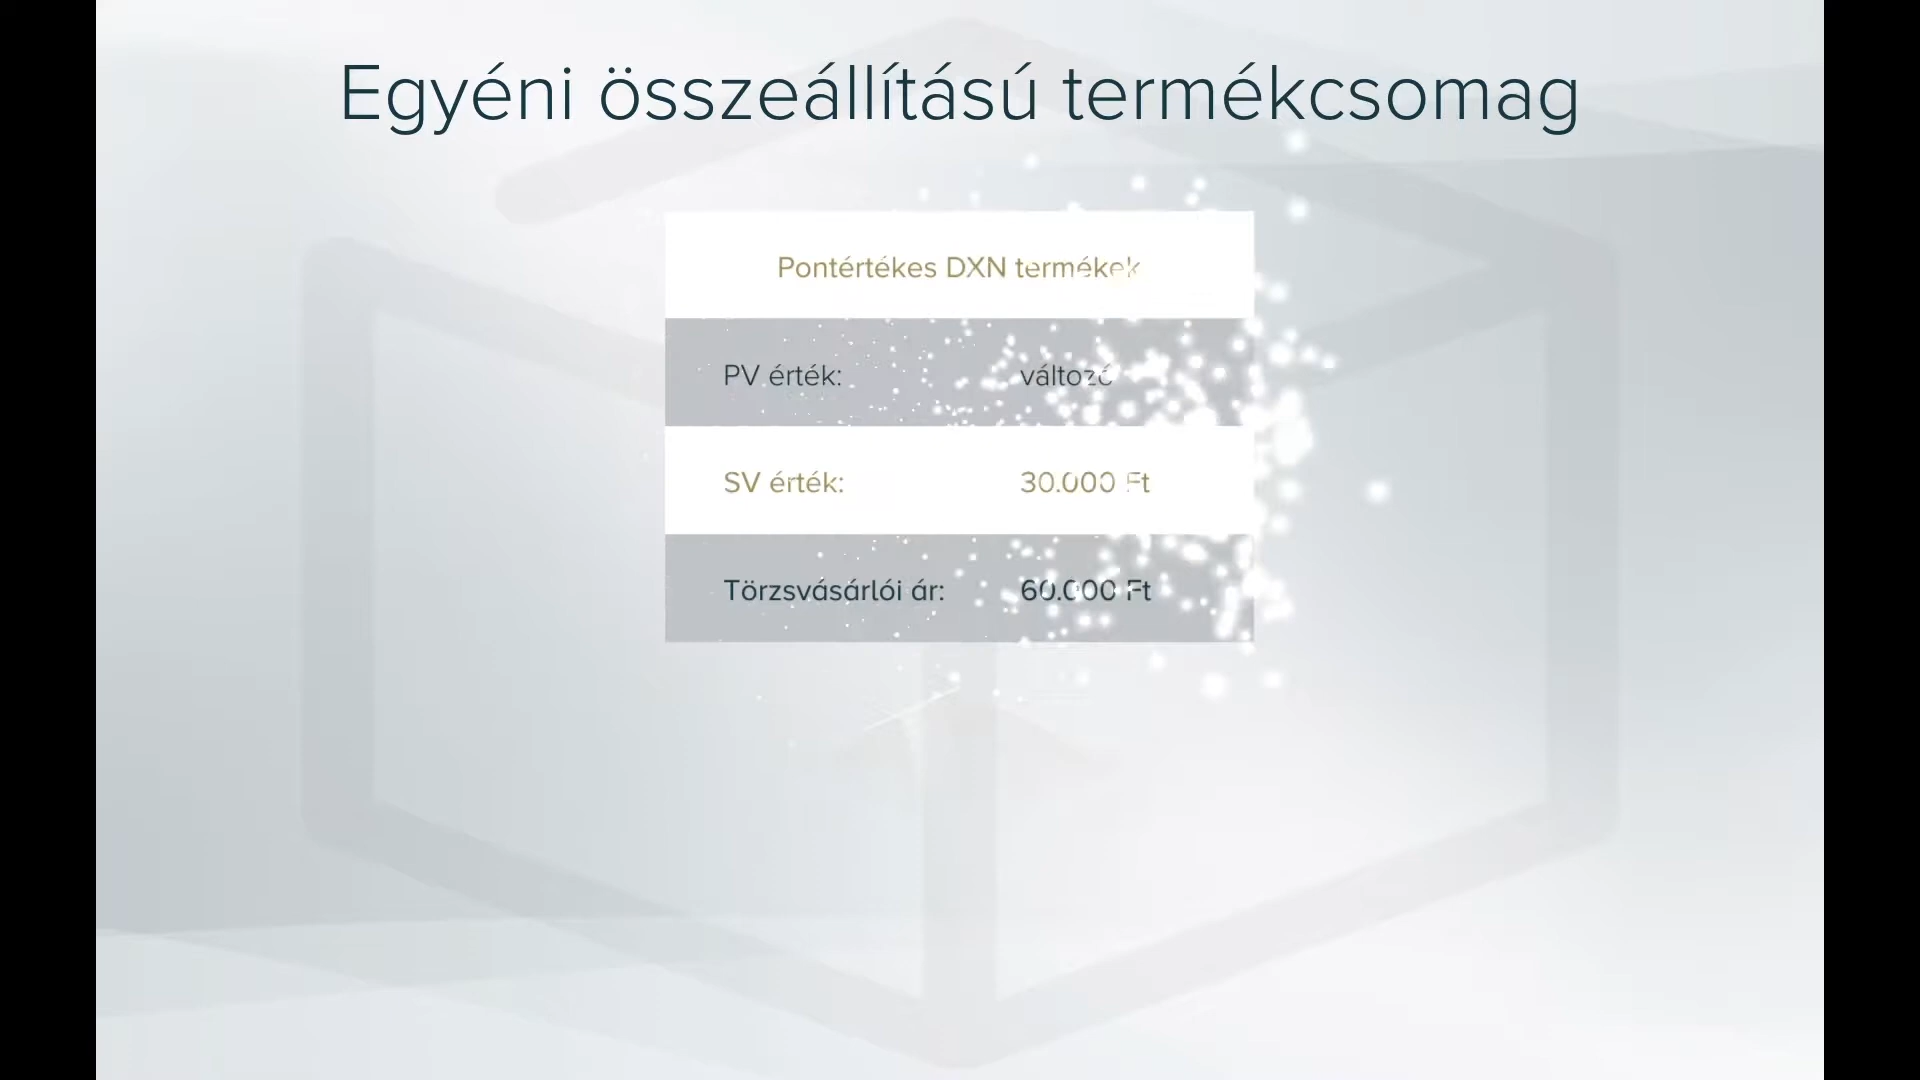 Egyéni összeállítású termékcsomag
Pontértékes DXN termékek
PV érték: változó
SV érték: 30.000 Ft
Törzsvásárlói ár: 60.000 Ft